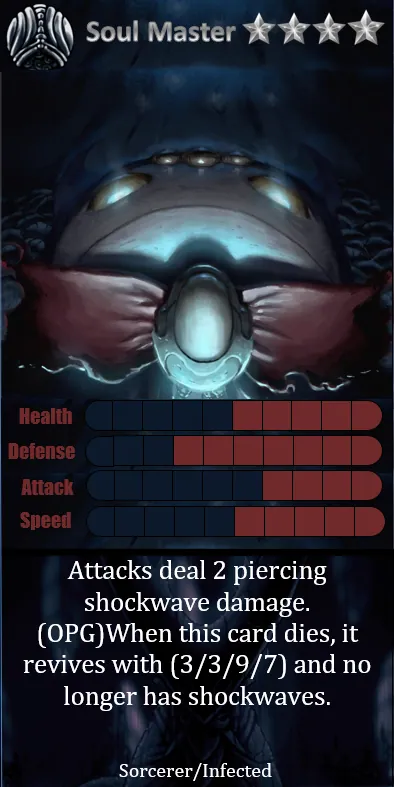 Soul Master
Health
Defense
Attack
Speed
Attacks deal 2 piercing
shockwave damage.
(OPG)When this card dies, it
revives with (3/3/9/7) and no
longer has shockwaves.
Sorcerer/Infected